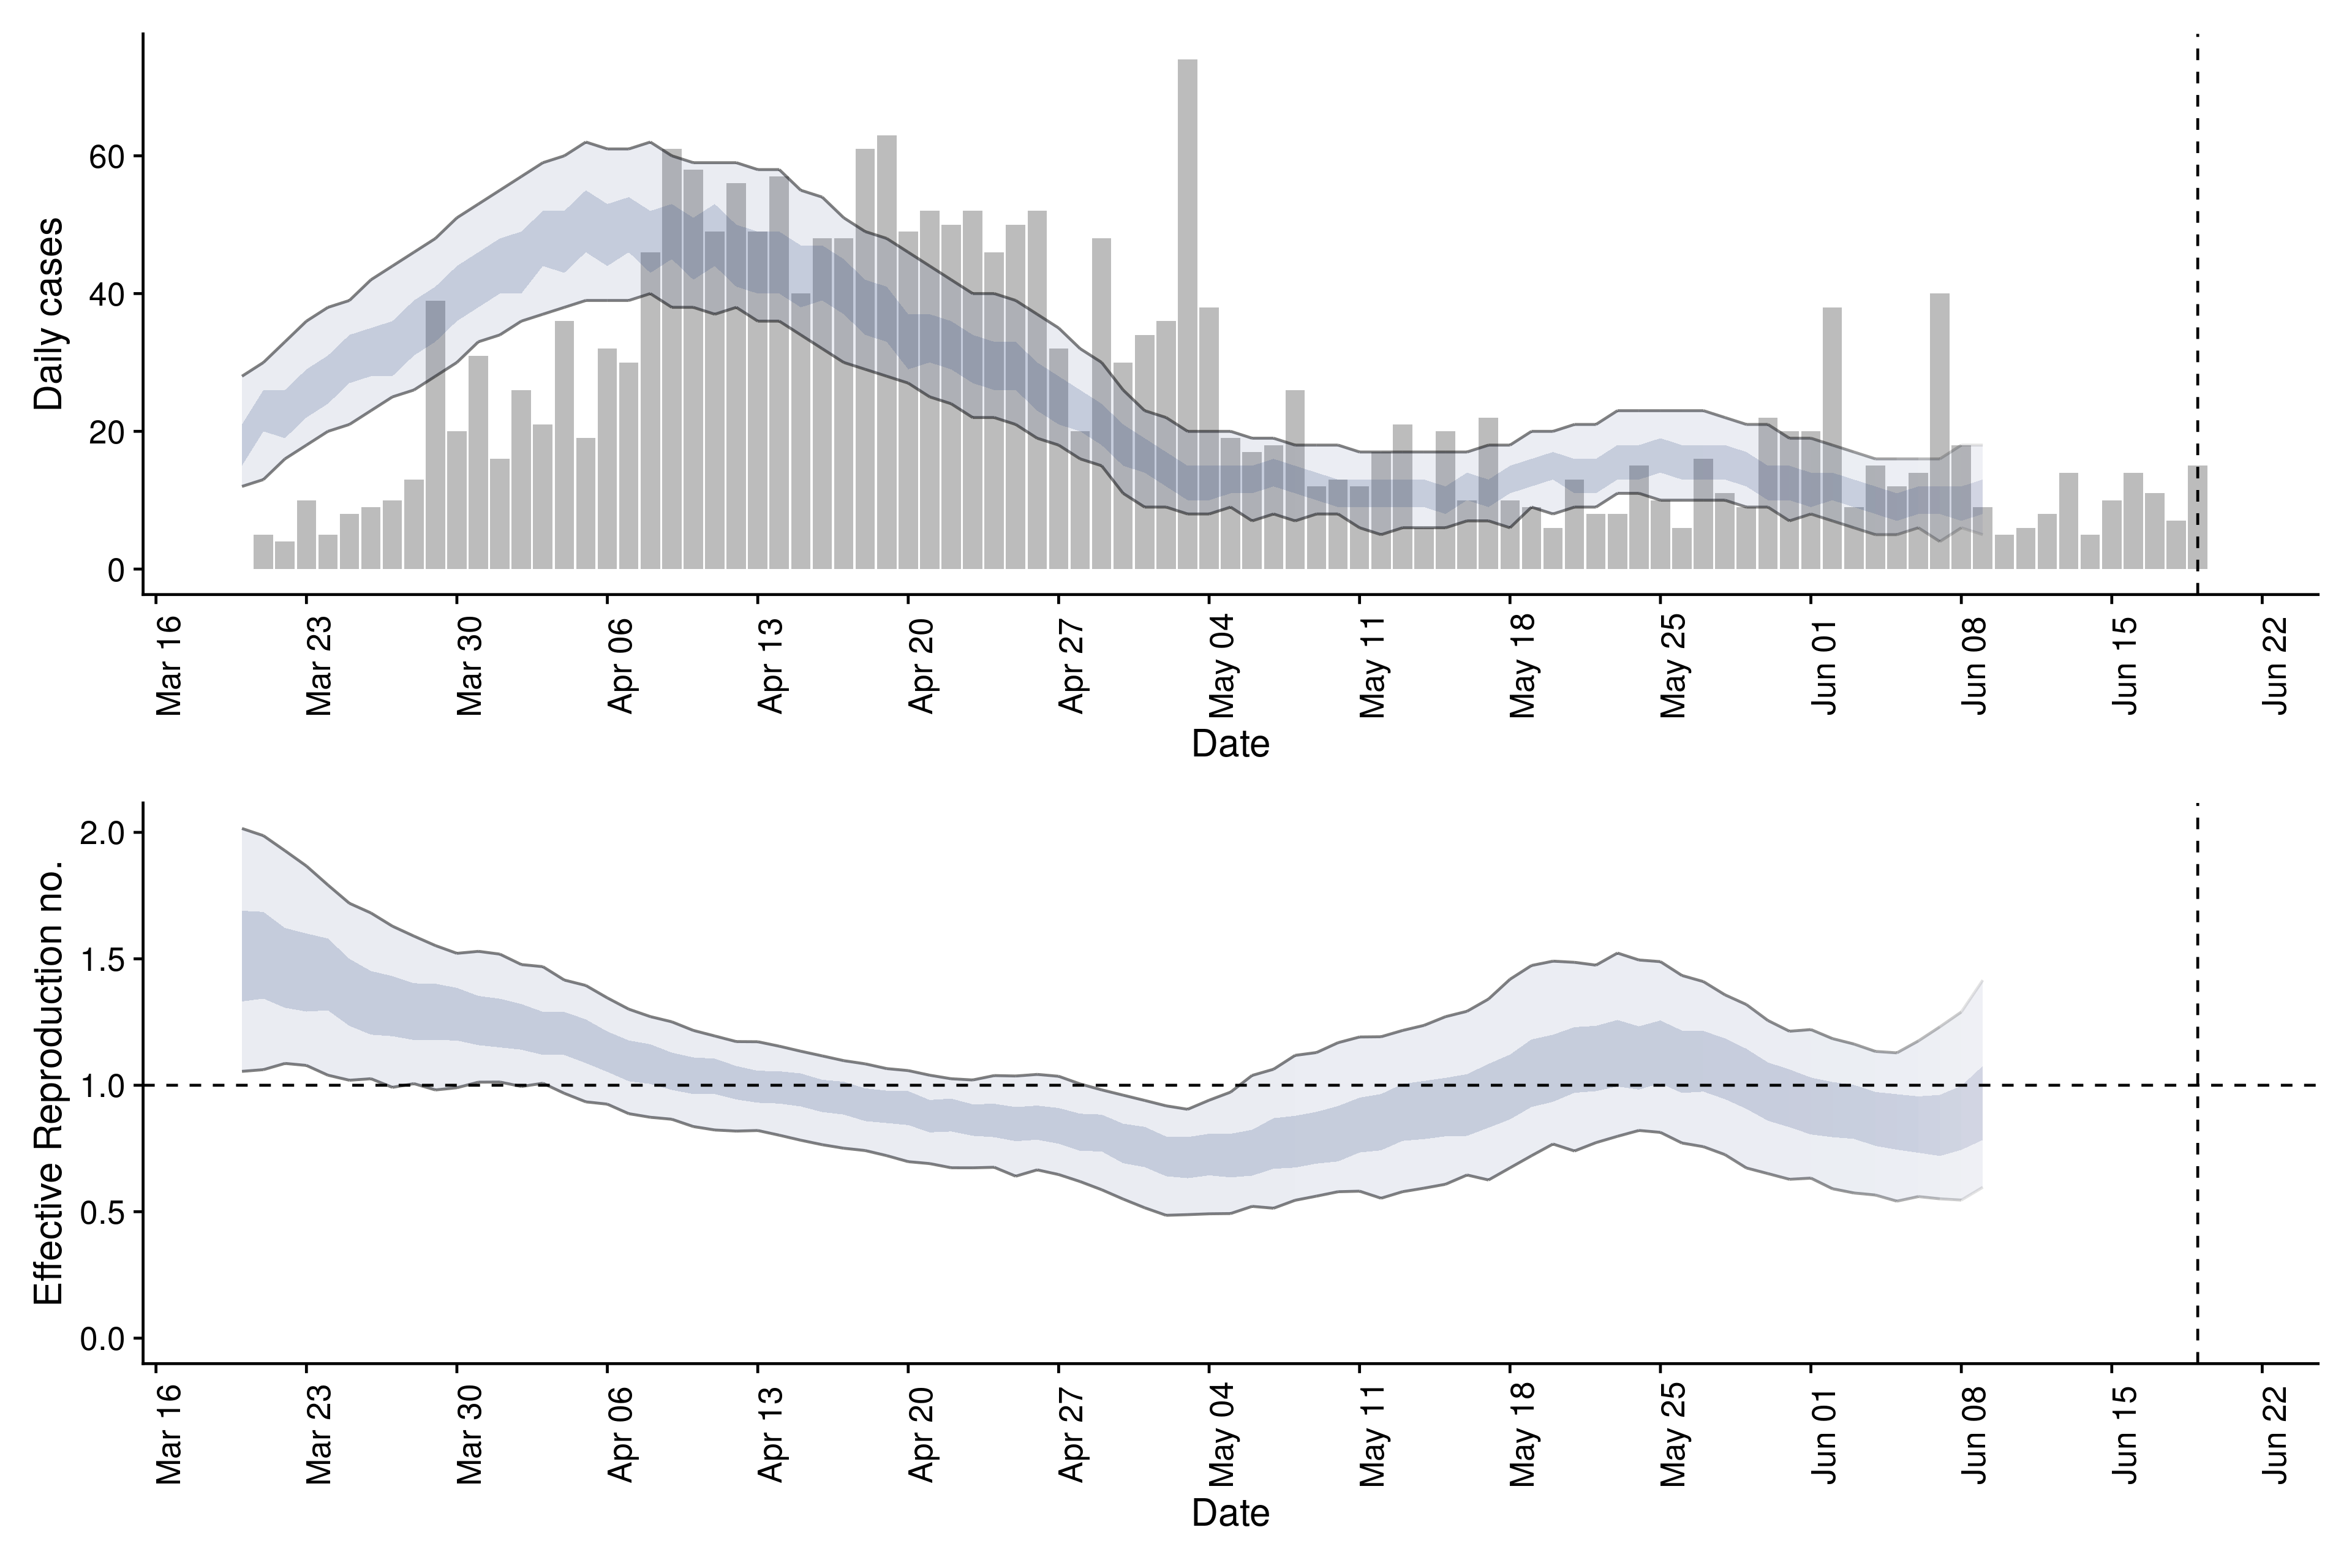 Daily cases
60
40
20
0
Mar 16
Mar 23
Mar 30
Apr 06
Apr 13
Apr 20
Apr 27
May 04
May 11
May 18
May 25
Jun 01
Jun 08
Jun 15
Jun 22
Date
Effective Reproduction no.
2.0
1.5
1.0
0.5
0.0
Mar 16
Mar 23
Mar 30
Apr 06
Apr 13
Apr 20
Apr 27
May 04
May 11
May 18
May 25
Jun 01
Jun 08
Jun 15
Jun 22
Date